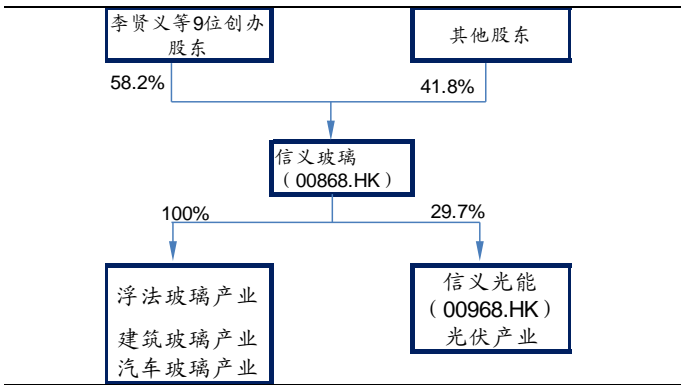 李贤义等9位创办
股东
其他股东
58.2%
41.8%
信义玻璃
（00868.HK）
100%
29.7%
浮法玻璃产业
建筑玻璃产业
汽车玻璃产业
信义光能
（00968.HK）
光伏产业